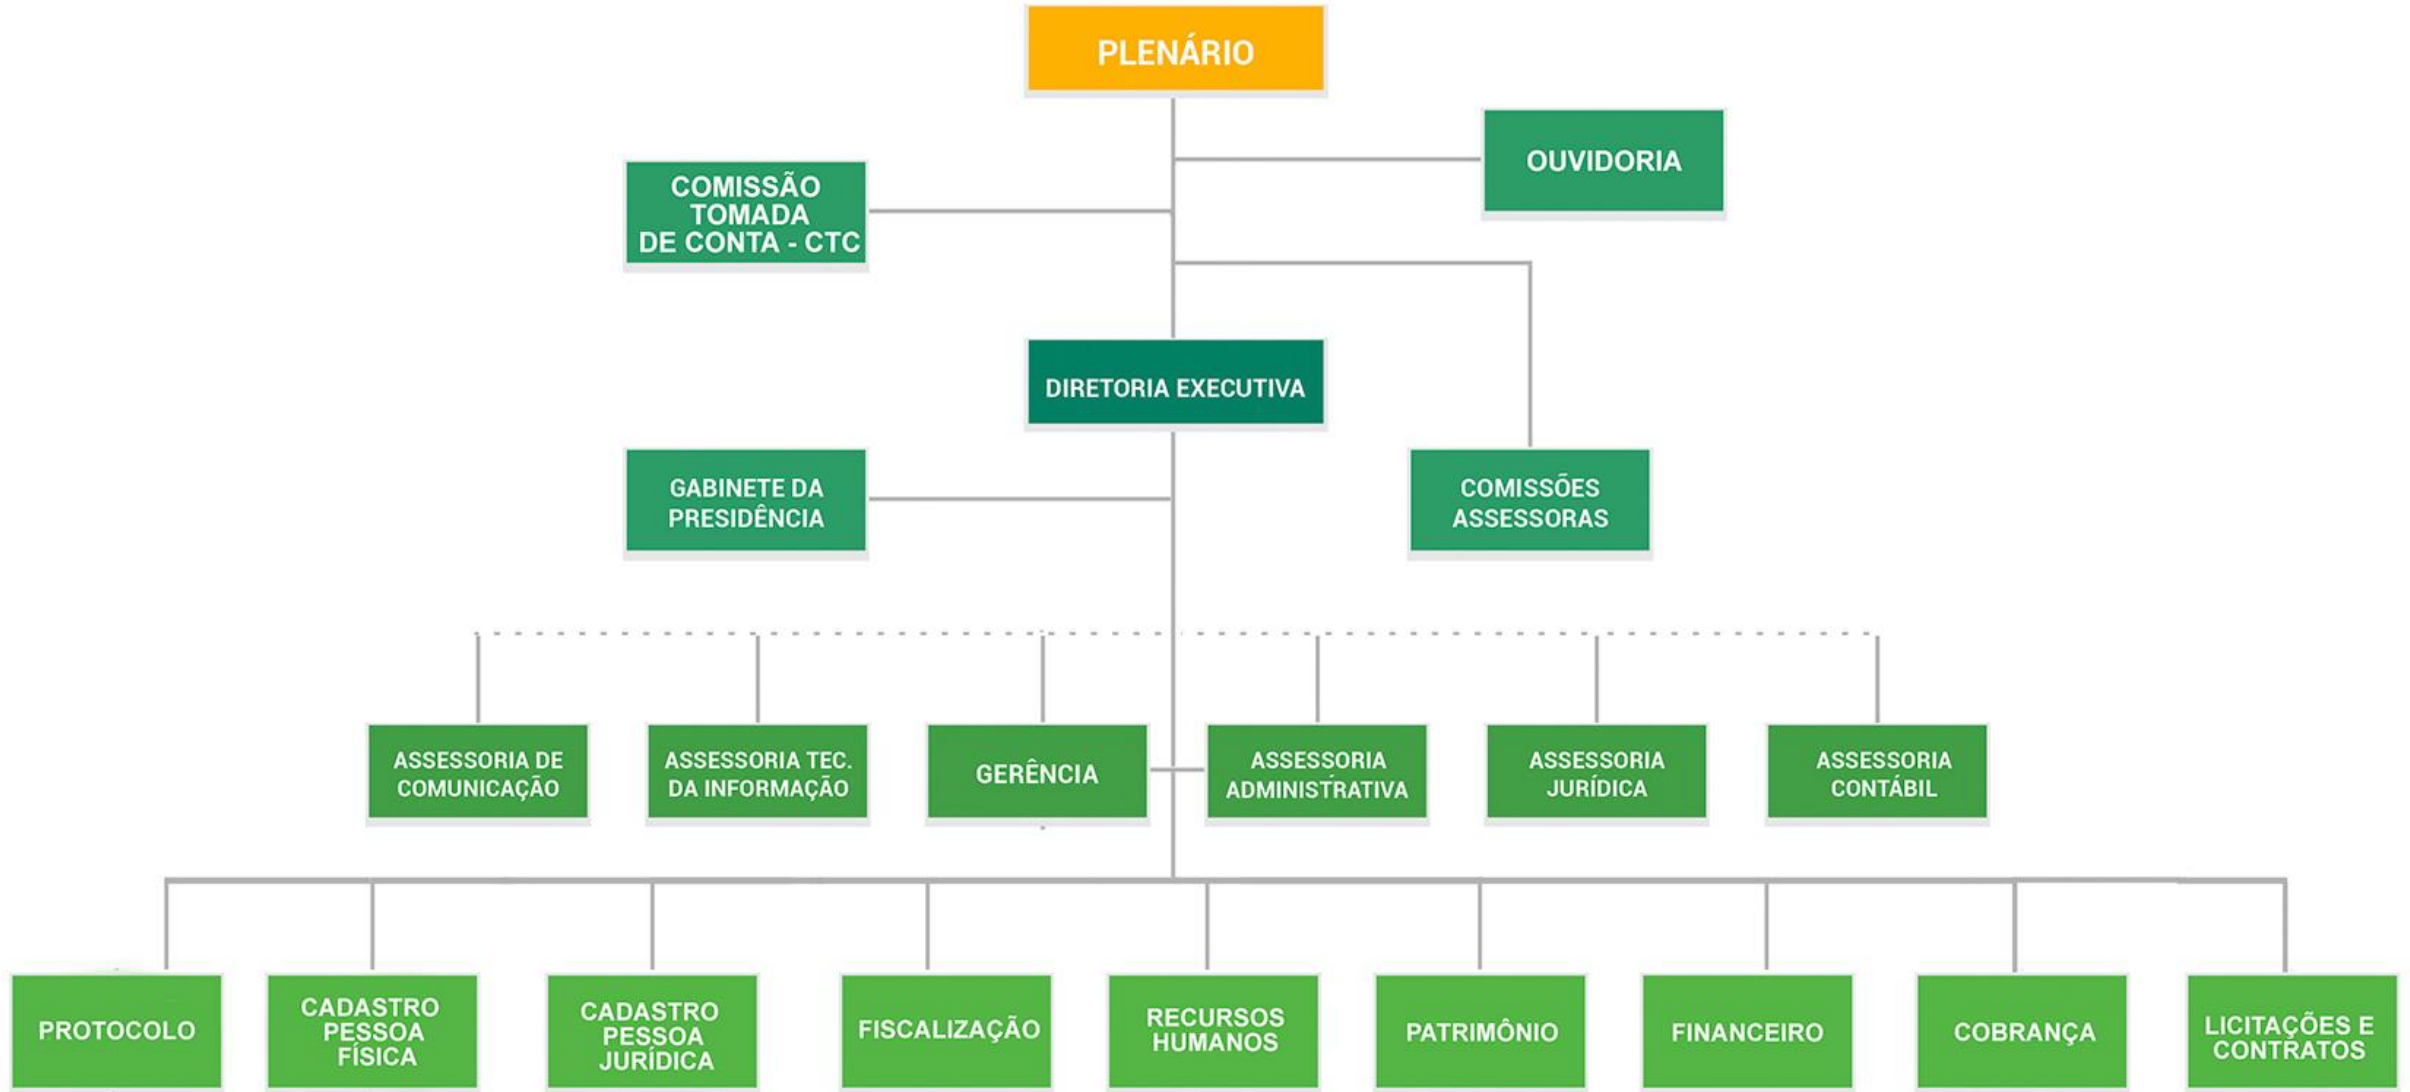 PLENÁRIO
OUVIDORIA
COMISSÃO
TOMADA
DE CONTA - CTC
DIRETORIA EXECUTIVA
GABINETE DA
PRESIDÊNCIA
COMISSÕES
ASSESSORAS
ASSESSORIA DE
COMUNICAÇÃO
ASSESSORIA TEC.
DA INFORMAÇÃO
GERÊNCIA
ASSESSORIA
ADMINISTRATIVA
ASSESSORIA
JURÍDICA
ASSESSORIA
CONTÁBIL
PROTOCOLO
CADASTRO
PESSOA
FÍSICA
CADASTRO
PESSOA
JURÍDICA
FISCALIZAÇÃO
RECURSOS
HUMANOS
PATRIMÔNIO
FINANCEIRO
COBRANÇA
LICITAÇÕES E
CONTRATOS